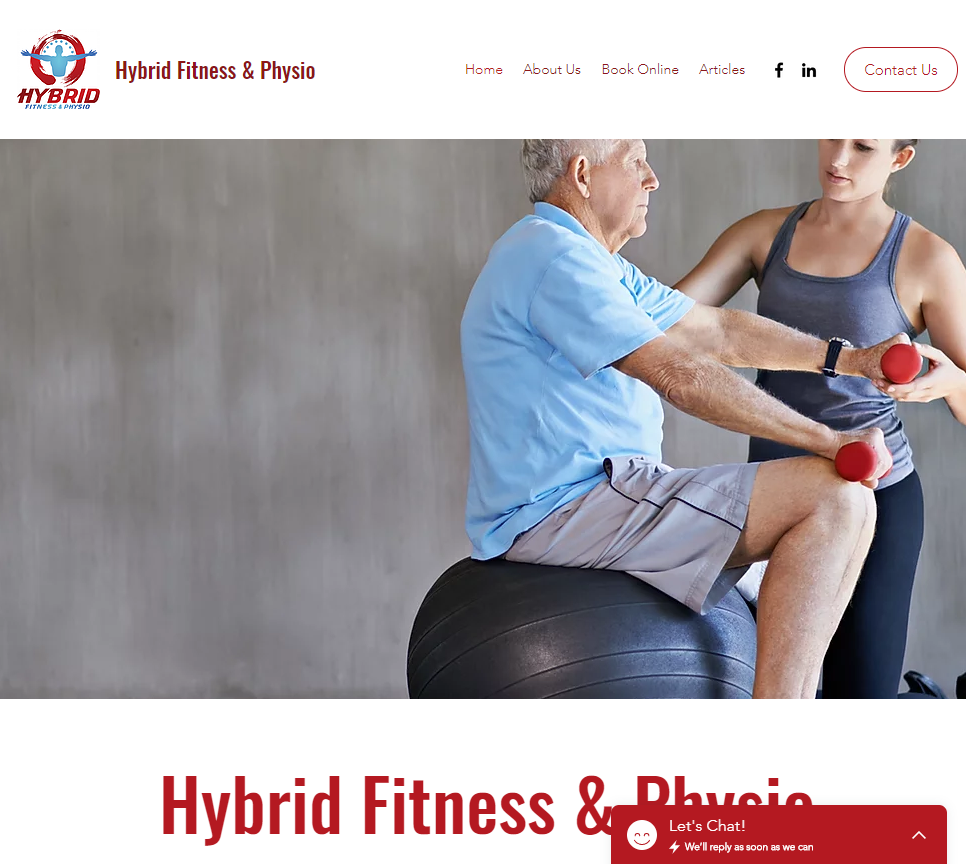 HYBRID
FITNESS & PHYSIO
Hybrid Fitness & Physio
Home
About Us
Book Online
Articles
Contact Us
Hybrid Fitness & Physio
Let's Chat!
We'll reply as soon as we can